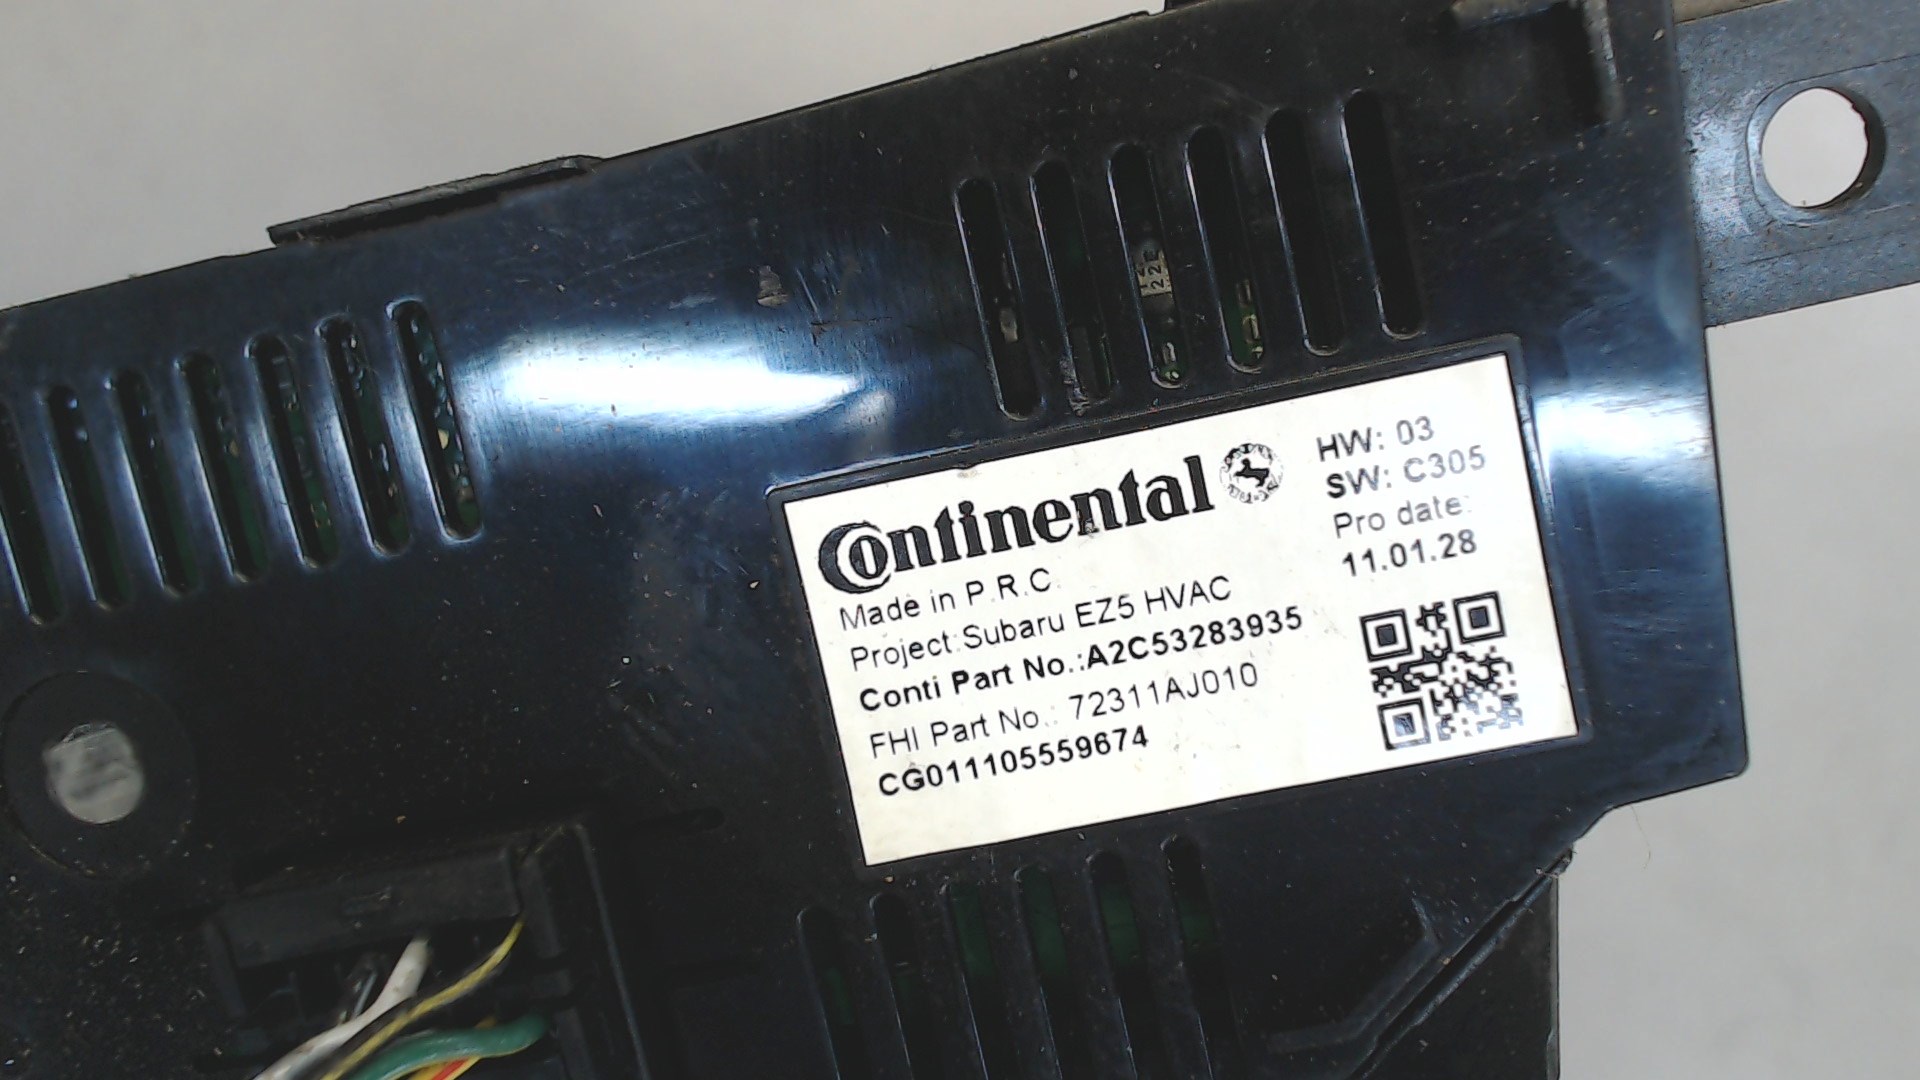 Continental
Made in P.R.C.
Project:Subaru EZ5 HVAC
Conti Part No.:A2C53283935
FHI Part No.: 72311AJ010
CG011105559674
HW: 03
SW: C305
Pro date:
11.01.28
22E